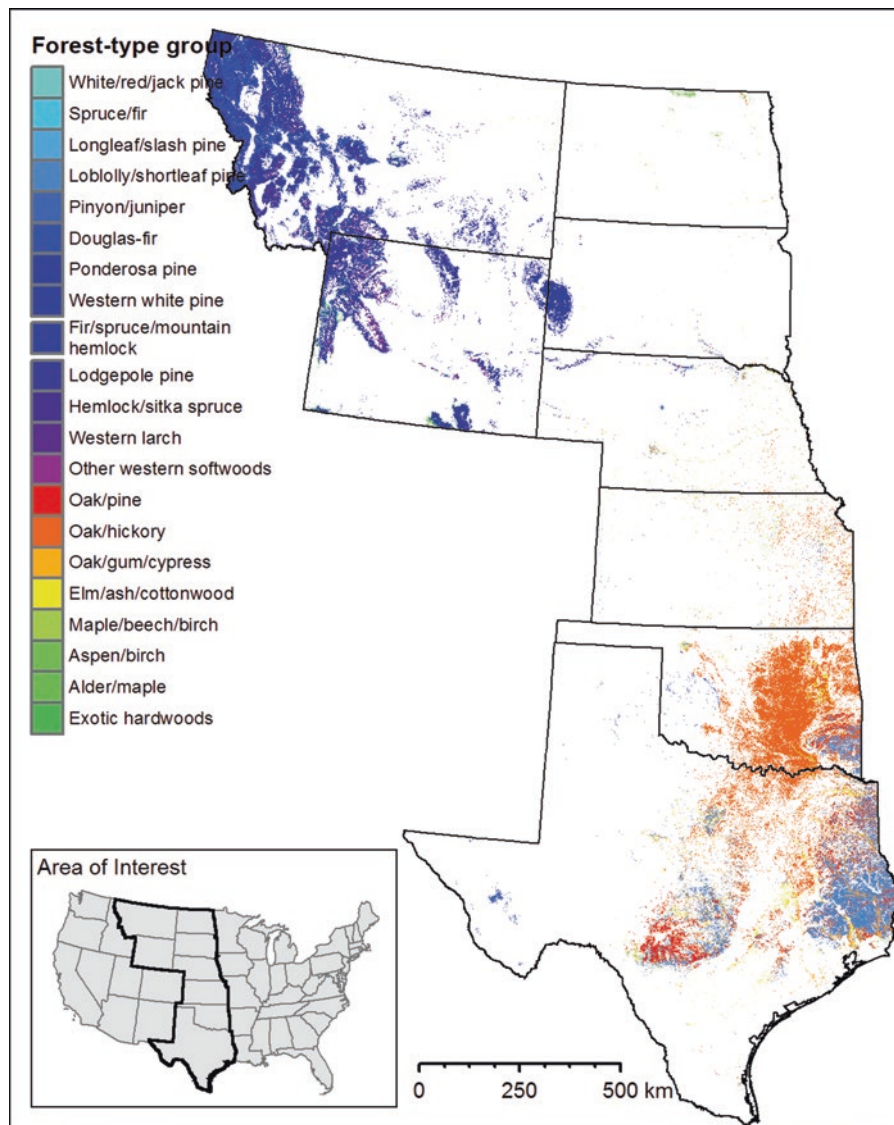 Forest-type group
White/red/jack pine
Spruce/fir
Longleaf/slash pine
Loblolly/shortleaf pine
Pinyon/juniper
Douglas-fir
Ponderosa pine
Western white pine
Fir/spruce/mountain
hemlock
Lodgepole pine
Hemlock/sitka spruce
Western larch
Other western softwoods
Oak/pine
Oak/hickory
Oak/gum/cypress
Elm/ash/cottonwood
Maple/beech/birch
Aspen/birch
Alder/maple
Exotic hardwoods
Area of Interest
0 250 500 km